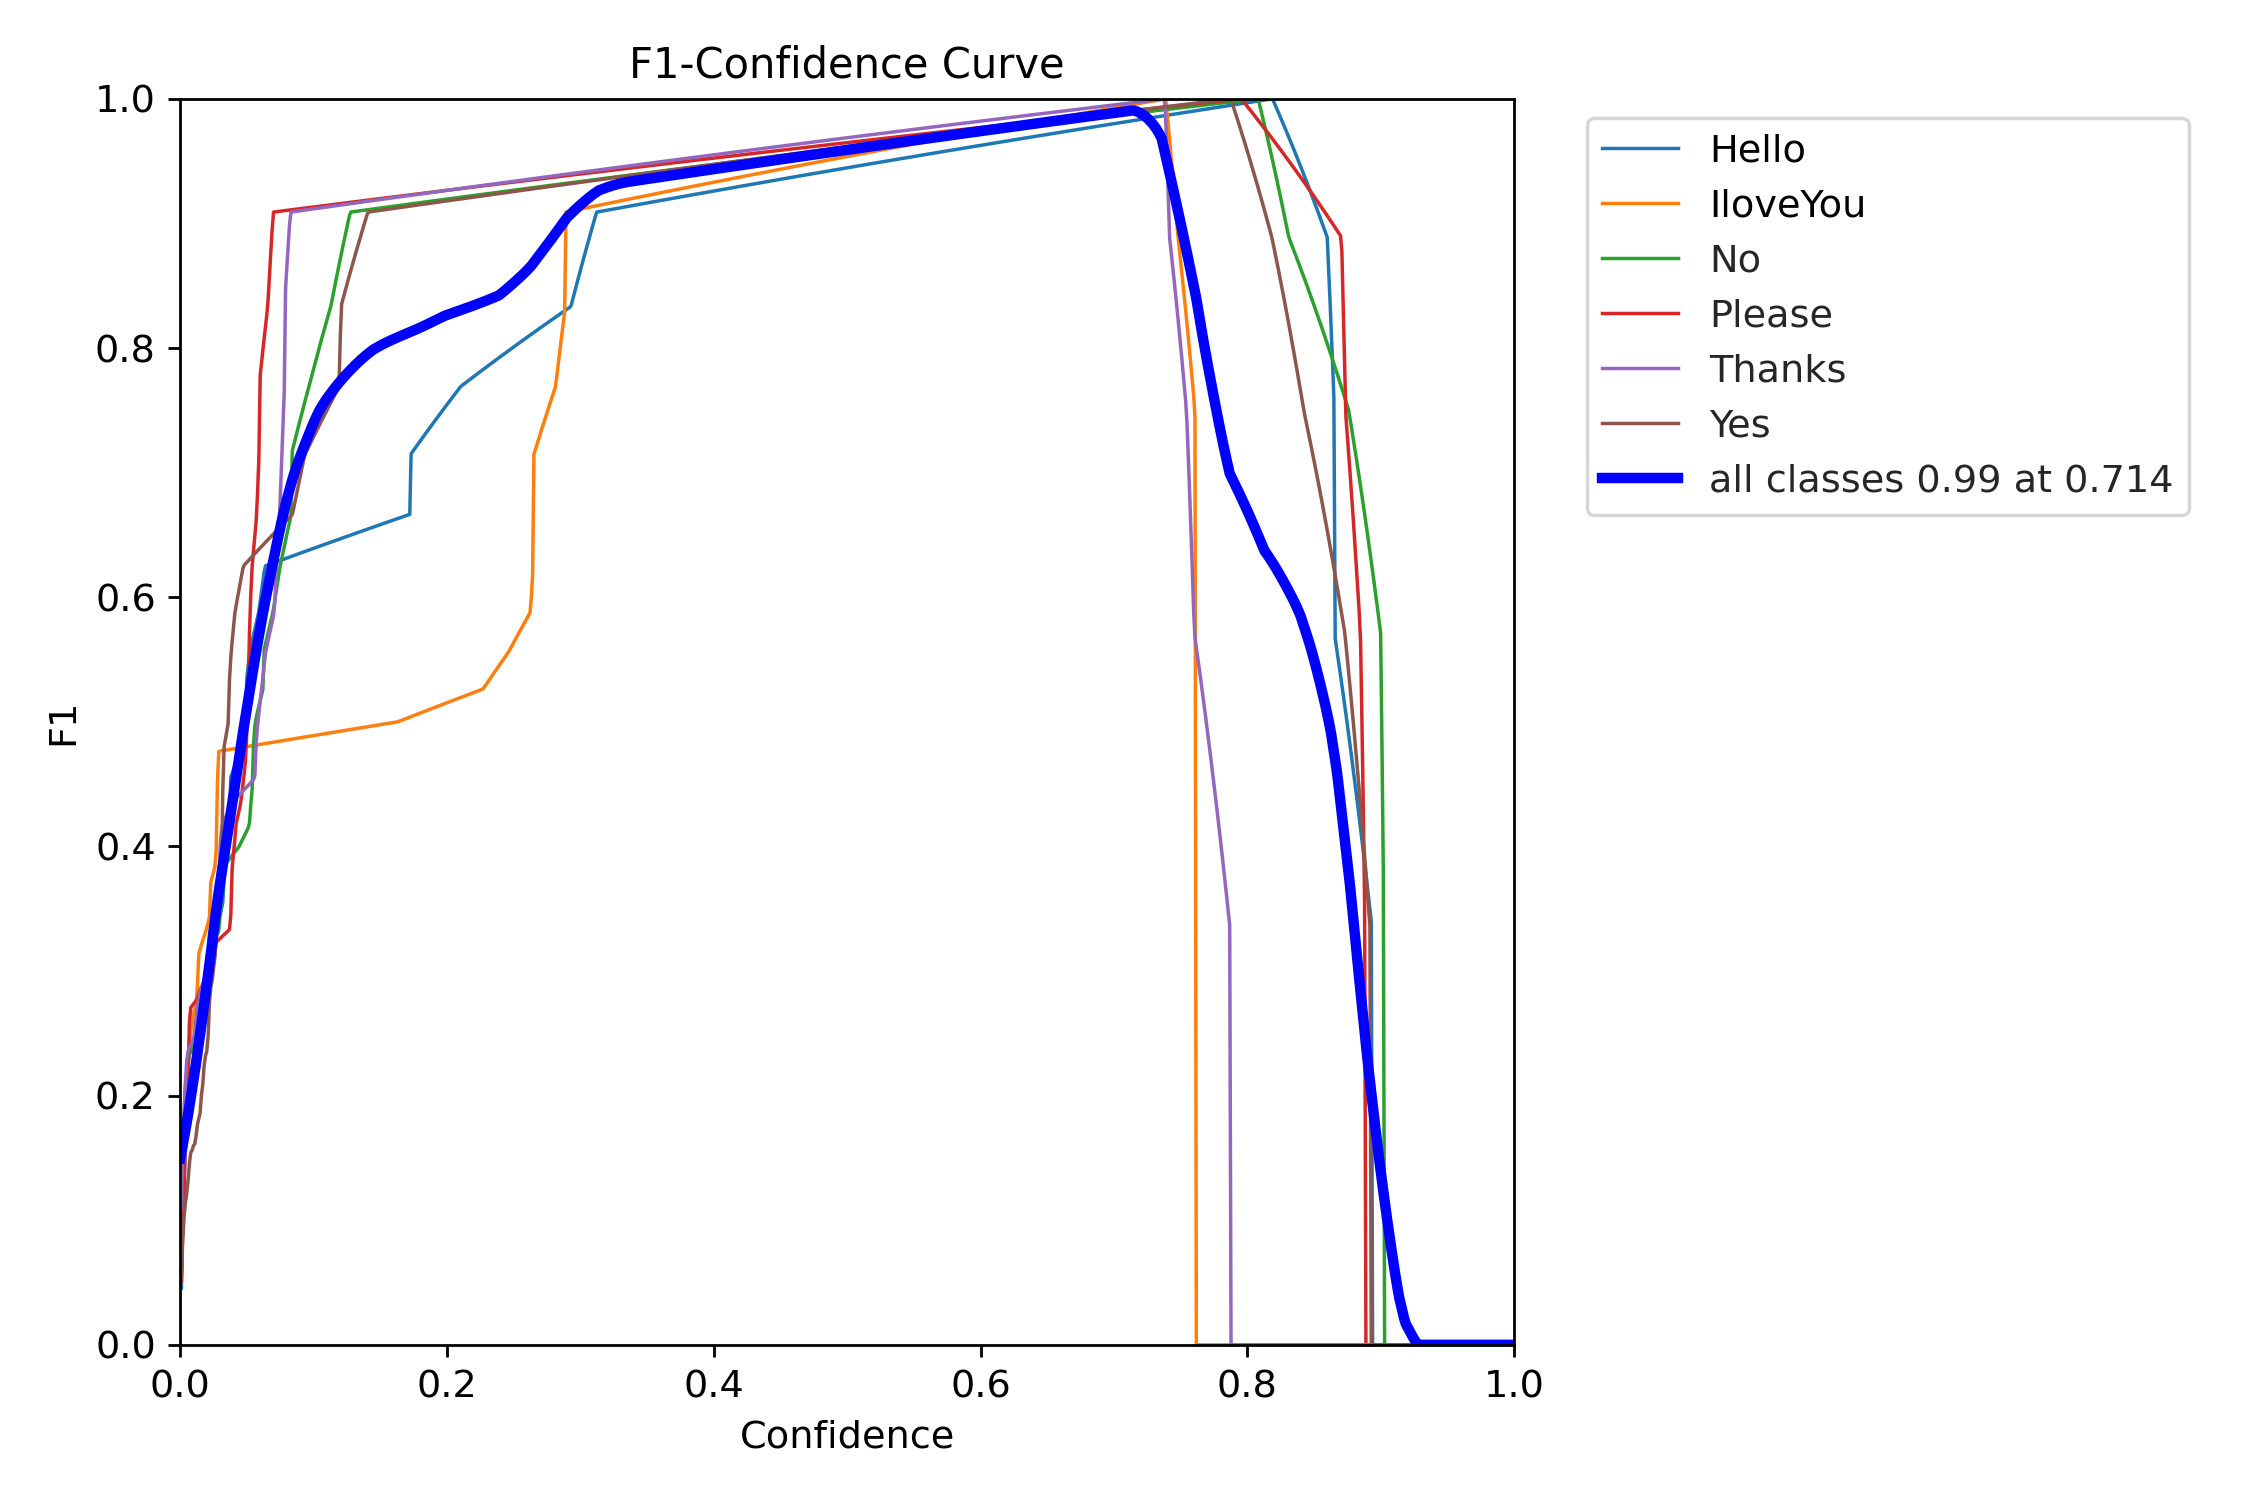 F1-Confidence Curve
1.0
0.8
0.6
0.4
0.2
0.0
F1
0.0 0.2 0.4 0.6 0.8 1.0
Confidence
Hello
IloveYou
No
Please
Thanks
Yes
all classes 0.99 at 0.714